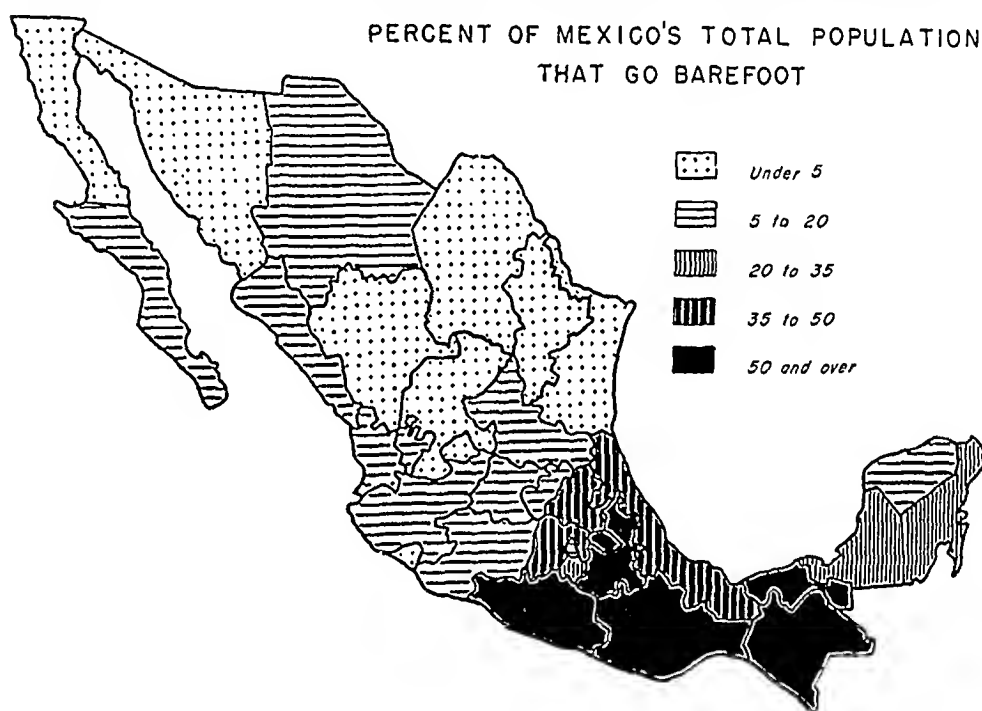 PERCENT OF MEXICO'S TOTAL POPULATION
THAT GO BAREFOOT
Under 5
5 to 20
20 to 35
35 to 50
50 and over